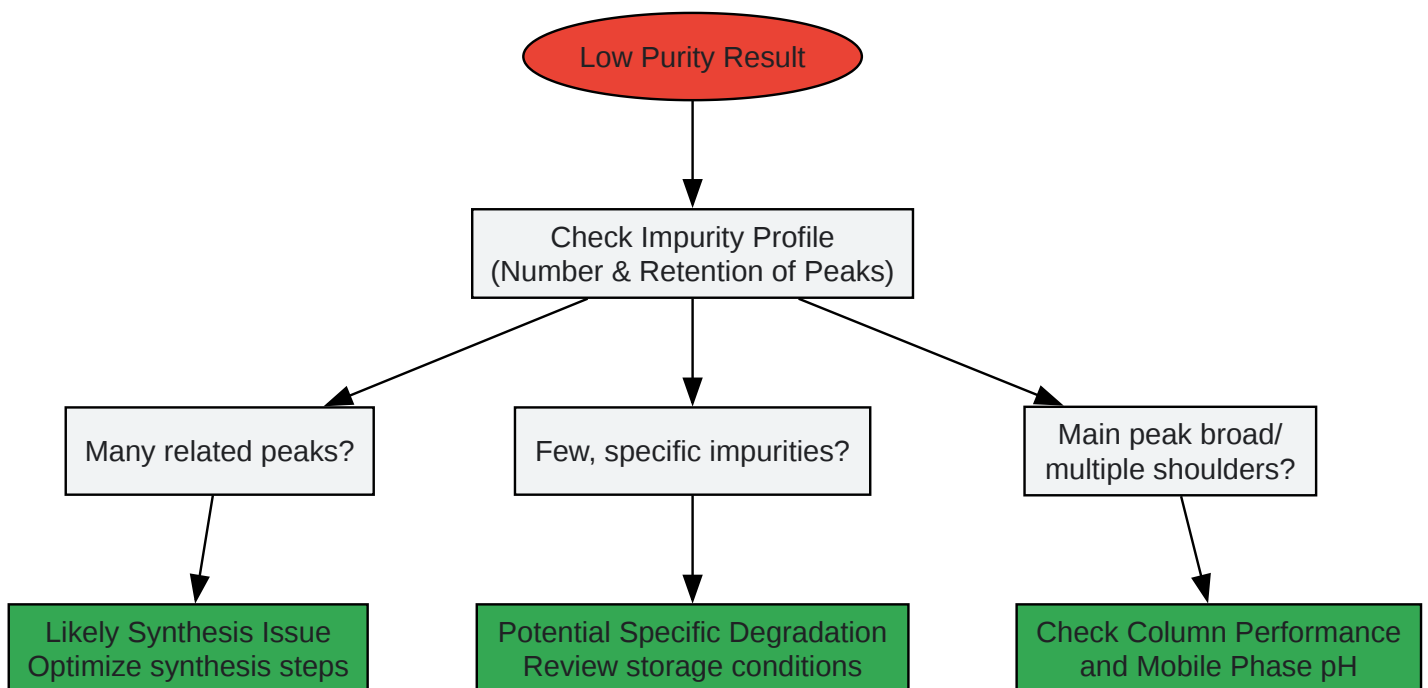 Low Purity Result
Check Impurity Profile
(Number & Retention of Peaks)
Many related peaks?
Few, specific impurities?
Main peak broad/
multiple shoulders?
Likely Synthesis Issue
Optimize synthesis steps
Potential Specific Degradation
Review storage conditions
Check Column Performance
and Mobile Phase pH